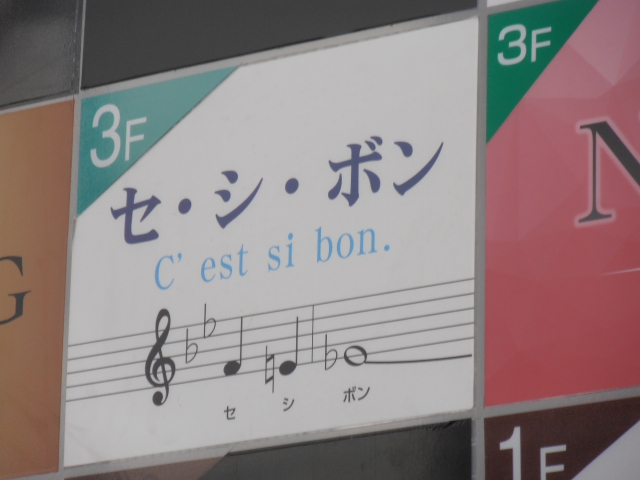 3F
セ・シ・ボン
C'est si bon.
セ シ ボン
3F
N
G
1F